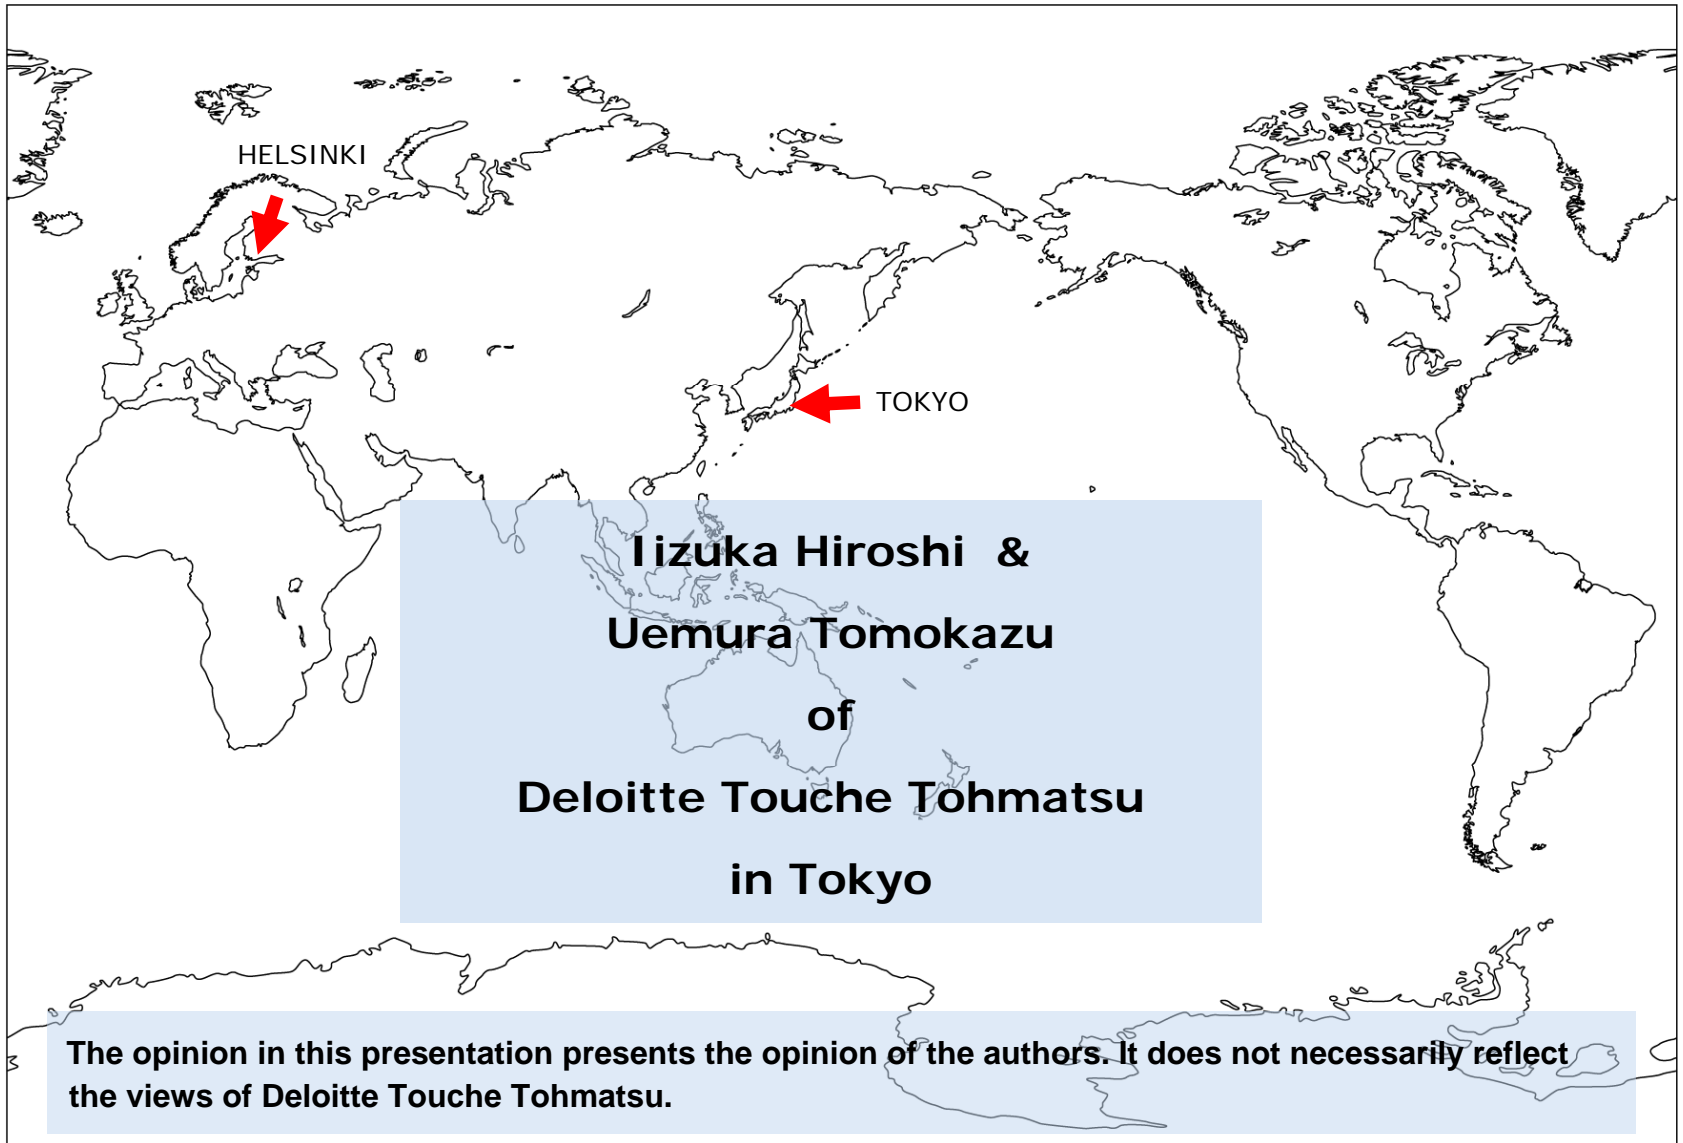 HELSINKI
TOKYO
Iizuka Hiroshi &
Uemura Tomokazu
of
Deloitte Touche Tohmatsu
in Tokyo
The opinion in this presentation presents the opinion of the authors. It does not necessarily reflect
the views of Deloitte Touche Tohmatsu.